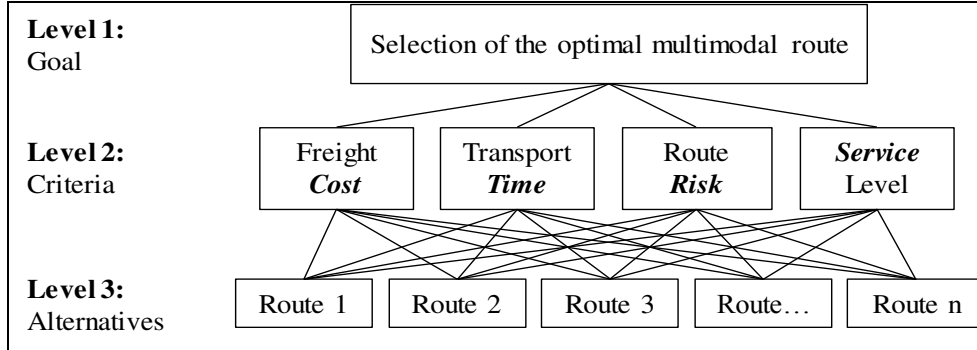 Level 1:
Goal
Selection of the optimal multimodal route
Level 2:
Criteria
Freight
Cost
Transport
Time
Route
Risk
Service
Level
Level 3:
Alternatives
Route 1
Route 2
Route 3
Route…
Route n